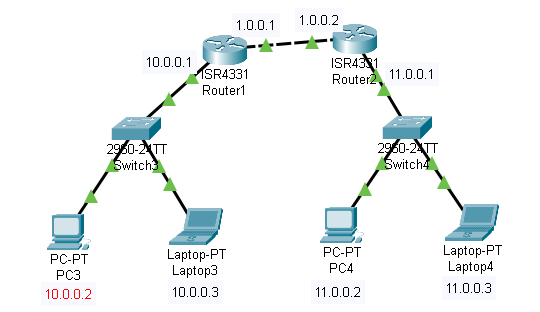 1.0.0.1
1.0.0.2
10.0.0.1
ISR4331
Router1
ISR4331
Router2
11.0.0.1
2960-24TT
Switch3
2960-24TT
Switch4
PC-PT
PC3
10.0.0.2
Laptop-PT
Laptop3
10.0.0.3
PC-PT
PC4
11.0.0.2
Laptop-PT
Laptop4
11.0.0.3